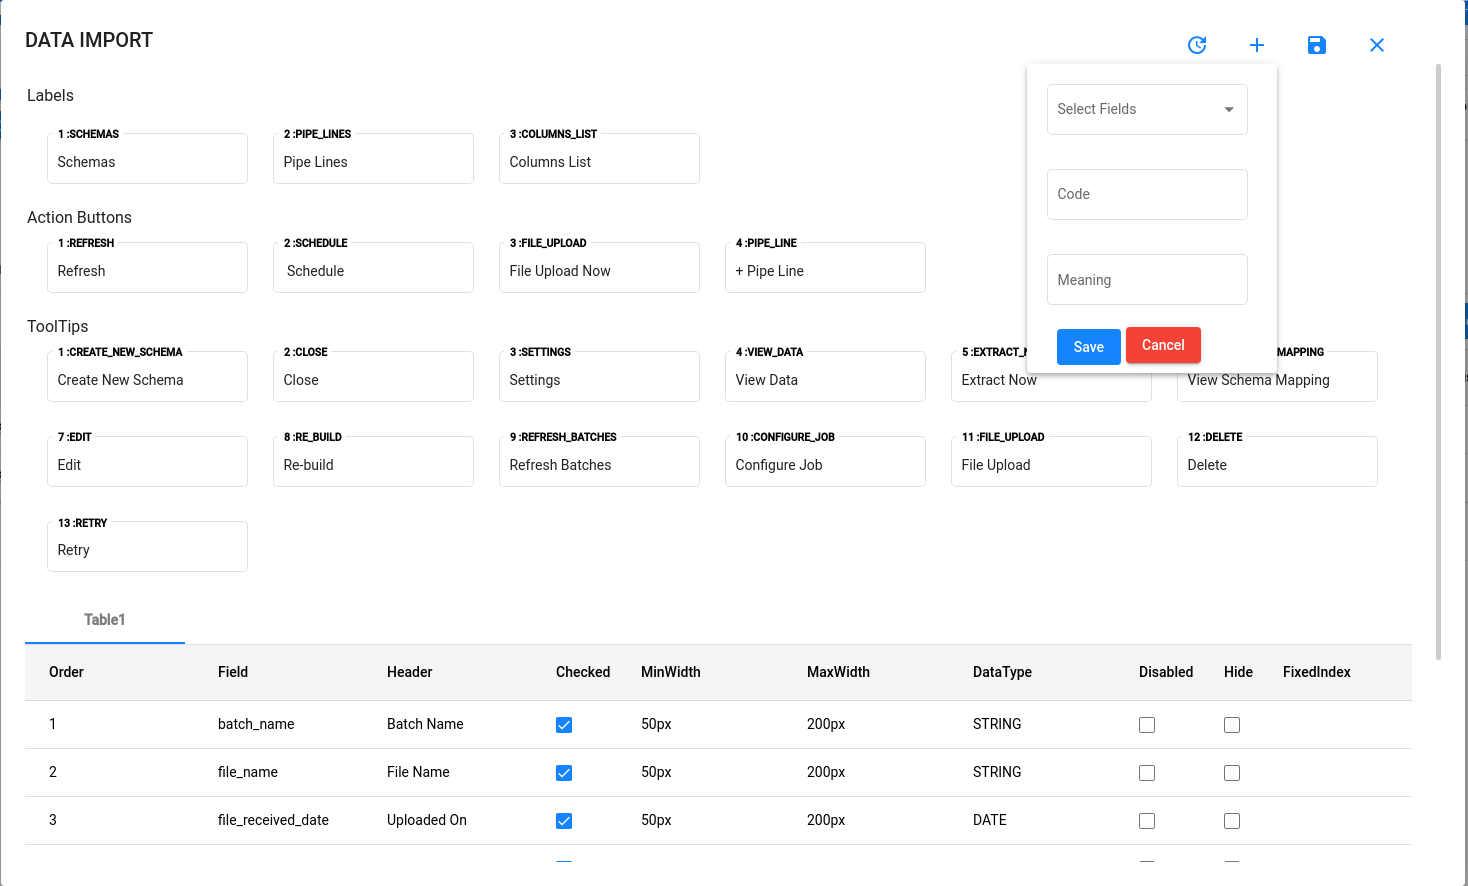 DATA IMPORT
Labels
1 :SCHEMAS
Schemas
2 :PIPE_LINES
Pipe Lines
3 :COLUMNS_LIST
Columns List
Select Fields
Code
Meaning
Save
Cancel
Action Buttons
1 :REFRESH
Refresh
2 :SCHEDULE
Schedule
3 :FILE_UPLOAD
File Upload Now
4 :PIPE_LINE
+ Pipe Line
ToolTips
1 :CREATE_NEW_SCHEMA
Create New Schema
2 :CLOSE
Close
3 :SETTINGS
Settings
4 :VIEW_DATA
View Data
5 :EXTRACT_
Extract Now
MAPPING
View Schema Mapping
7 :EDIT
Edit
8 :RE_BUILD
Re-build
9 :REFRESH_BATCHES
Refresh Batches
10 :CONFIGURE_JOB
Configure Job
11 :FILE_UPLOAD
File Upload
12 :DELETE
Delete
13 :RETRY
Retry
Table1
Order Field Header Checked MinWidth MaxWidth DataType Disabled Hide FixedIndex
1 batch_name Batch Name 50px 200px STRING
2 file_name File Name 50px 200px STRING
3 file_received_date Uploaded On 50px 200px DATE